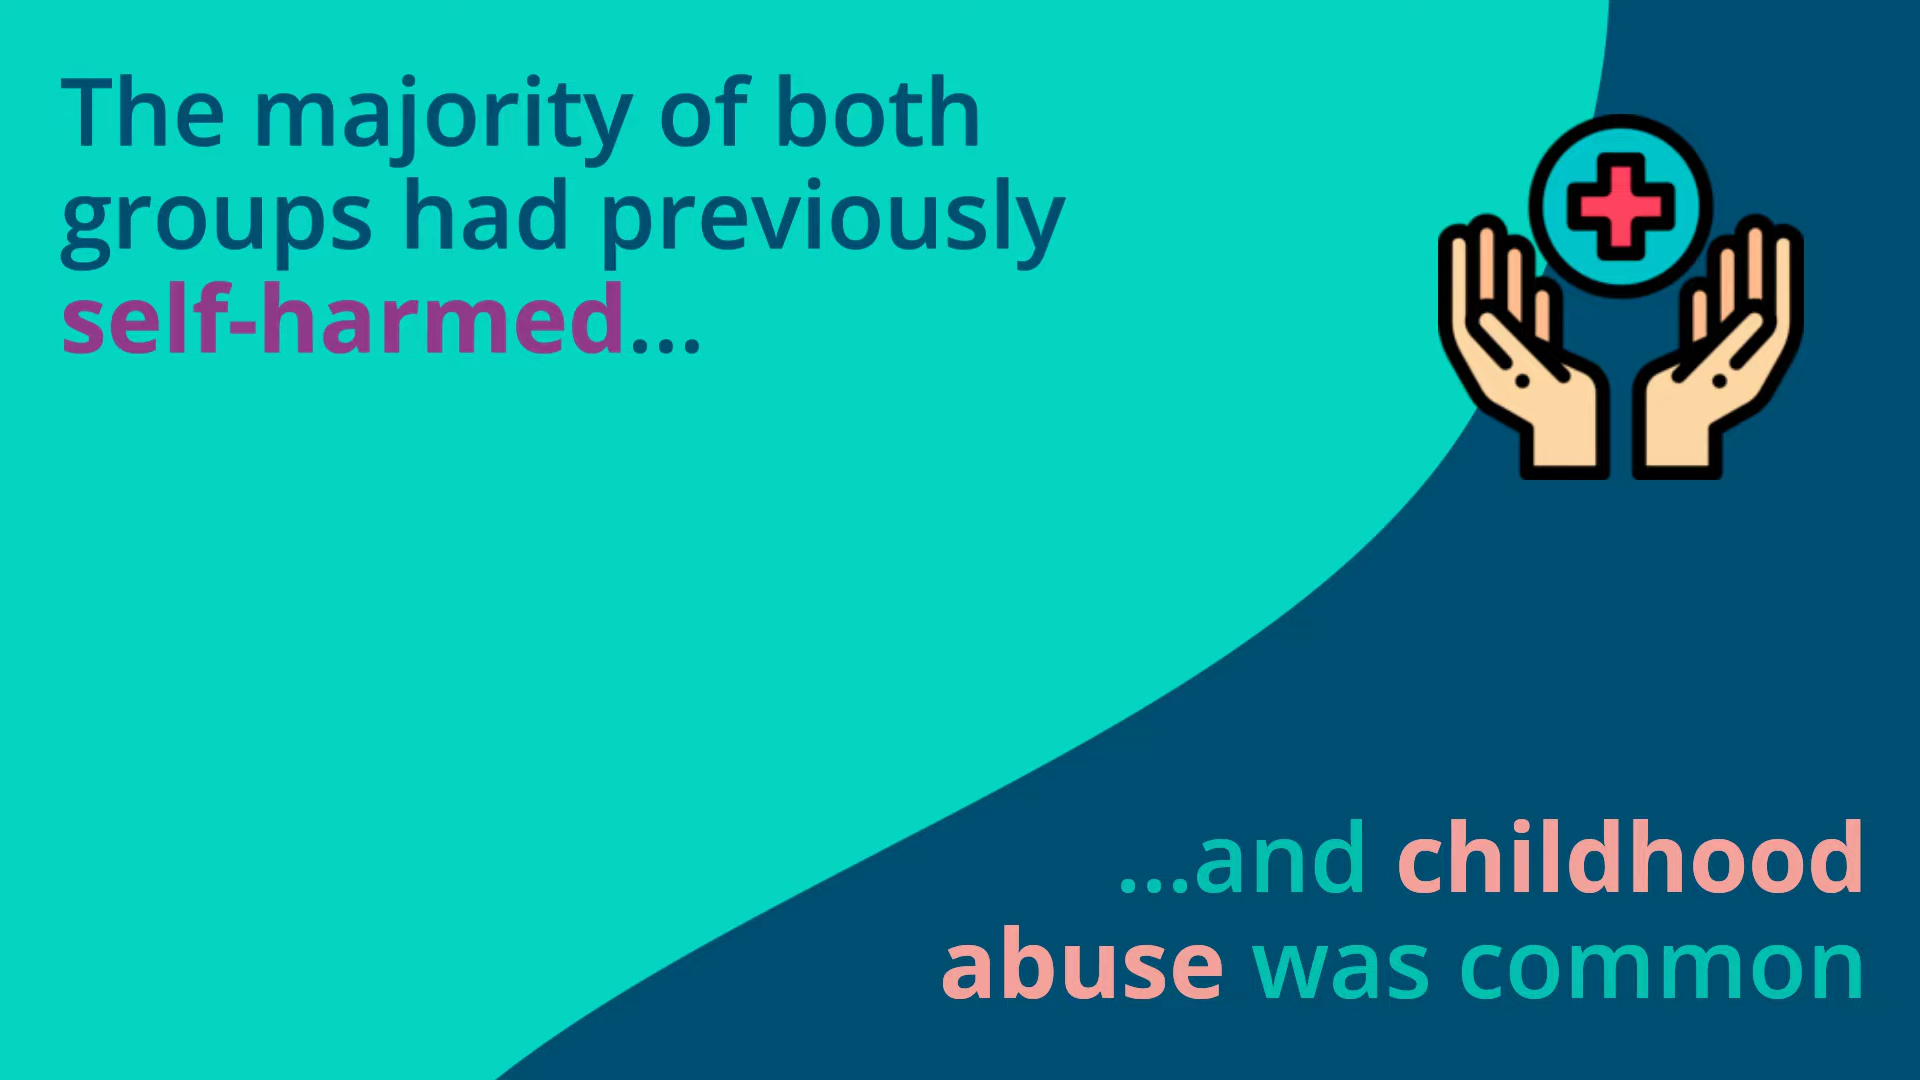 The majority of both
groups had previously
self-harmed...
...and childhood
abuse was common